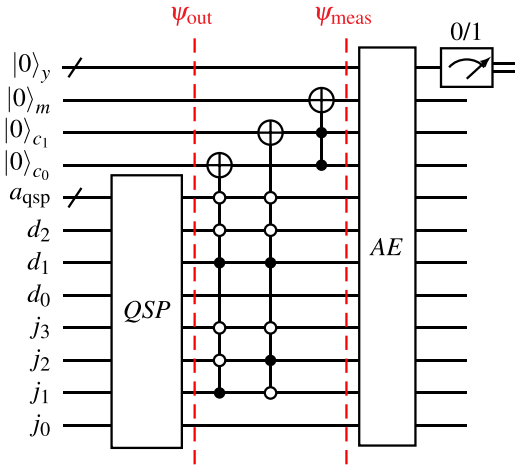 ψout ψmeas
0/1
|0⟩y
|0⟩m
|0⟩c1
|0⟩c0
aqsp
d2
d1
d0
j3
j2
j1
j0
QSP
AE